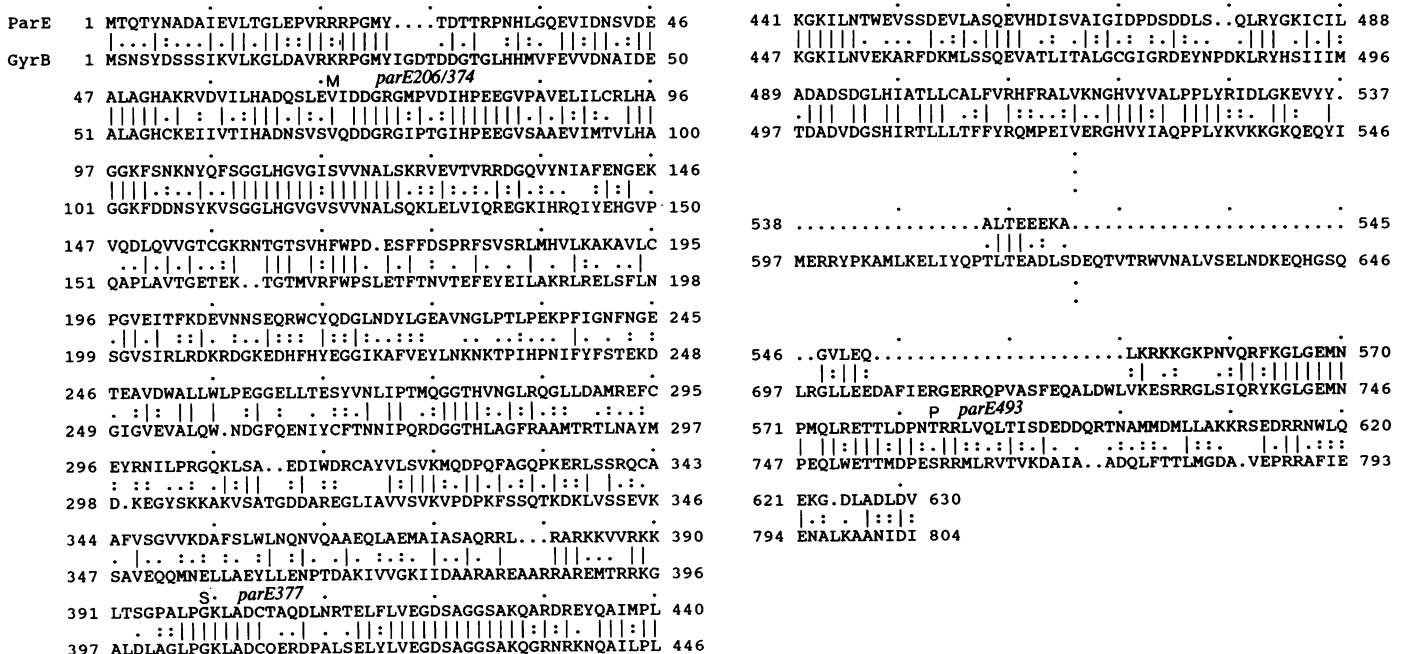 ParE 1 MTQTYNADAIEVLTGLEPVRRRPGMY....TDTTRPNHLGQEVIDNSVDE 46
GyrB 1 MSNSYDSSSIKVLKGLDAVRKRPGMYIGDTDDGTGLHHMVFEVVDNAIDE 50
M parE206/374
47 ALAGHAKRVDVILHADQSLEVIDDGRGMPVDIHPEEGVPAVELILCRLHA 96
51 ALAGHCKEIIVTIHADNSVSVQDDGRGIPTGIHPEEGVSAAEVIMTVLHA 100
97 GGKFSNKNYQFSGGLHGVGISVVNALSKRVEVTVRRDGQVYNIAFENGEK 146
101 GGKFDDNSYKVSGGLHGVGVSVVNALSQKLELVIQREGKIHRQIYEHGVP 150
147 VQDLQVVGTCGKRNTGTSVHFWPD.ESFFDSPRFSVSRLMHVLKAKAVLC 195
151 QAPLAVTGETEK..TGTMVRFWPSLETFTNVTEFEYEILAKRLRELSFLN 198
196 PGVEITFKDEVNNSEQRWCYQDGLNDYLGEAVNGLPTLPEKPFIGNFNGE 245
199 SGVSIRLRDKRDGKEDHFHYEGGIKAFVEYLNKNKTPIHPNIFYFSTEKD 248
246 TEAVDWALLWLPEGGELLTESYVNLIPTMQGGTHVNGLRQGLLDAMREFC 295
249 GIGVEVALQW.NDGFQENIYCFTNNIPQRDGGTHLAGFRAAMTRTLNAYM 297
296 EYRNILPRGQKLSA..EDIWDRCAYVLSVKMQDPQFAGQPKERLSSRQCA 343
298 D.KEGYSKKAKVSATGDDAREGLIAVVSVKVPDPKFSSQTKDKLVSSEVK 346
344 AFVSGVVKDAFSLWLNQNVQAAEQLAEMAIASAQRRL...RARKKVVRKK 390
347 SAVEQQMNELLAEYLLENPTDAKIVVGKIIDAARAREAARRAREMTRRKG 396
S parE377
391 LTSGPALPGKLADCTAQDLNRTELFLVEGDSAGGSAKQARDREYQAIMPL 440
397 ALDLAGLPGKLADCQERDPALSELYLVEGDSAGGSAKQGRNRKNQAILPL 446
441 KGKILNTWEVSSDEVLASQEVHDISVAIGIDPDSDDLS..QLRYGKICIL 488
447 KGKILNVEKARFDKMLSSQEVATLITALGCGIGRDEYNPDKLRYHSIIIM 496
489 ADADSDGLHIATLLCALFVRHFRALVKNGHVYVALPPLYRIDLGKEVYY. 537
497 TDADVDGSHIRTLLLTFFYRQMPEIVERGHVYIAQPPLYKVKKGKQEQYI 546
538 ................ALTEEEKA.......................... 545
597 MERRYPKAMLKELIYQPTLTEADLSDEQTVTRWVNALVSELNDKEQHGSQ 646
546 ..GVLEQ.......................LKRKKGKPNVQRFKGLGEMN 570
697 LRGLLEEDAFIERGERRQPVASFEQALDWLVKESRRGLSIQRYKGLGEMN 746
P parE493
571 PMQLRETTLDPNTRRLVQLTISDEDDQRTNAMMDMLLAKKRSEDRRNWLQ 620
747 PEQLWETTMDPESRRMLRVTVKDAIA..ADQLFTTLMGDA.VEPRRAFIE 793
621 EKG.DLADLDV 630
794 ENALKAANIDI 804